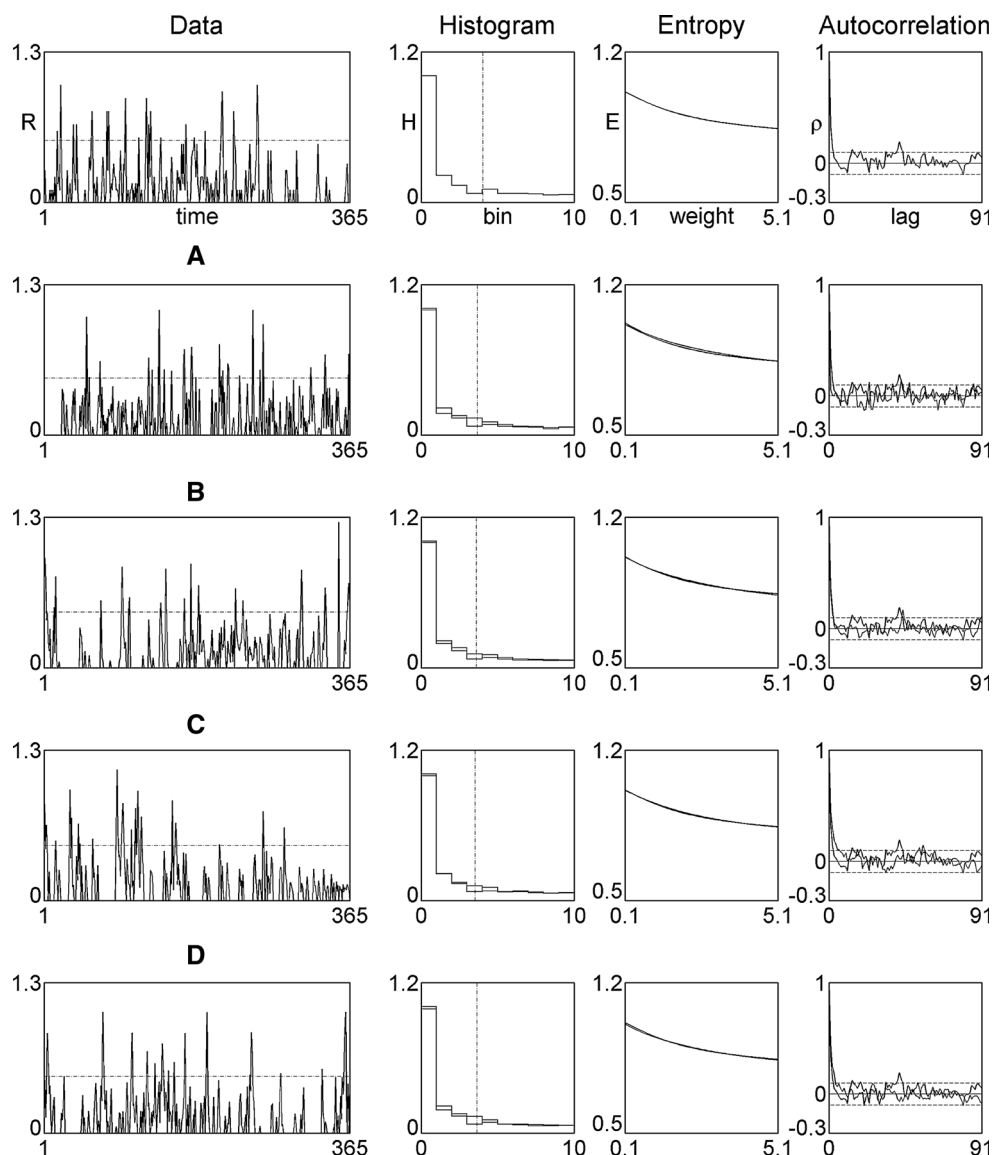 Data Histogram Entropy Autocorrelation
1.3 1.2 1.2 1
R H E ρ
0 0 0.5 0
-0.3
1 time 365 0 bin 10 0.1 weight 5.1 0 lag 91
A
1.3 1.2 1.2 1
0 0 0.5 0
-0.3
1 365 0 10 0.1 5.1 0 91
B
1.3 1.2 1.2 1
0 0 0.5 0
-0.3
1 365 0 10 0.1 5.1 0 91
C
1.3 1.2 1.2 1
0 0 0.5 0
-0.3
1 365 0 10 0.1 5.1 0 91
D
1.3 1.2 1.2 1
0 0 0.5 0
-0.3
1 365 0 10 0.1 5.1 0 91